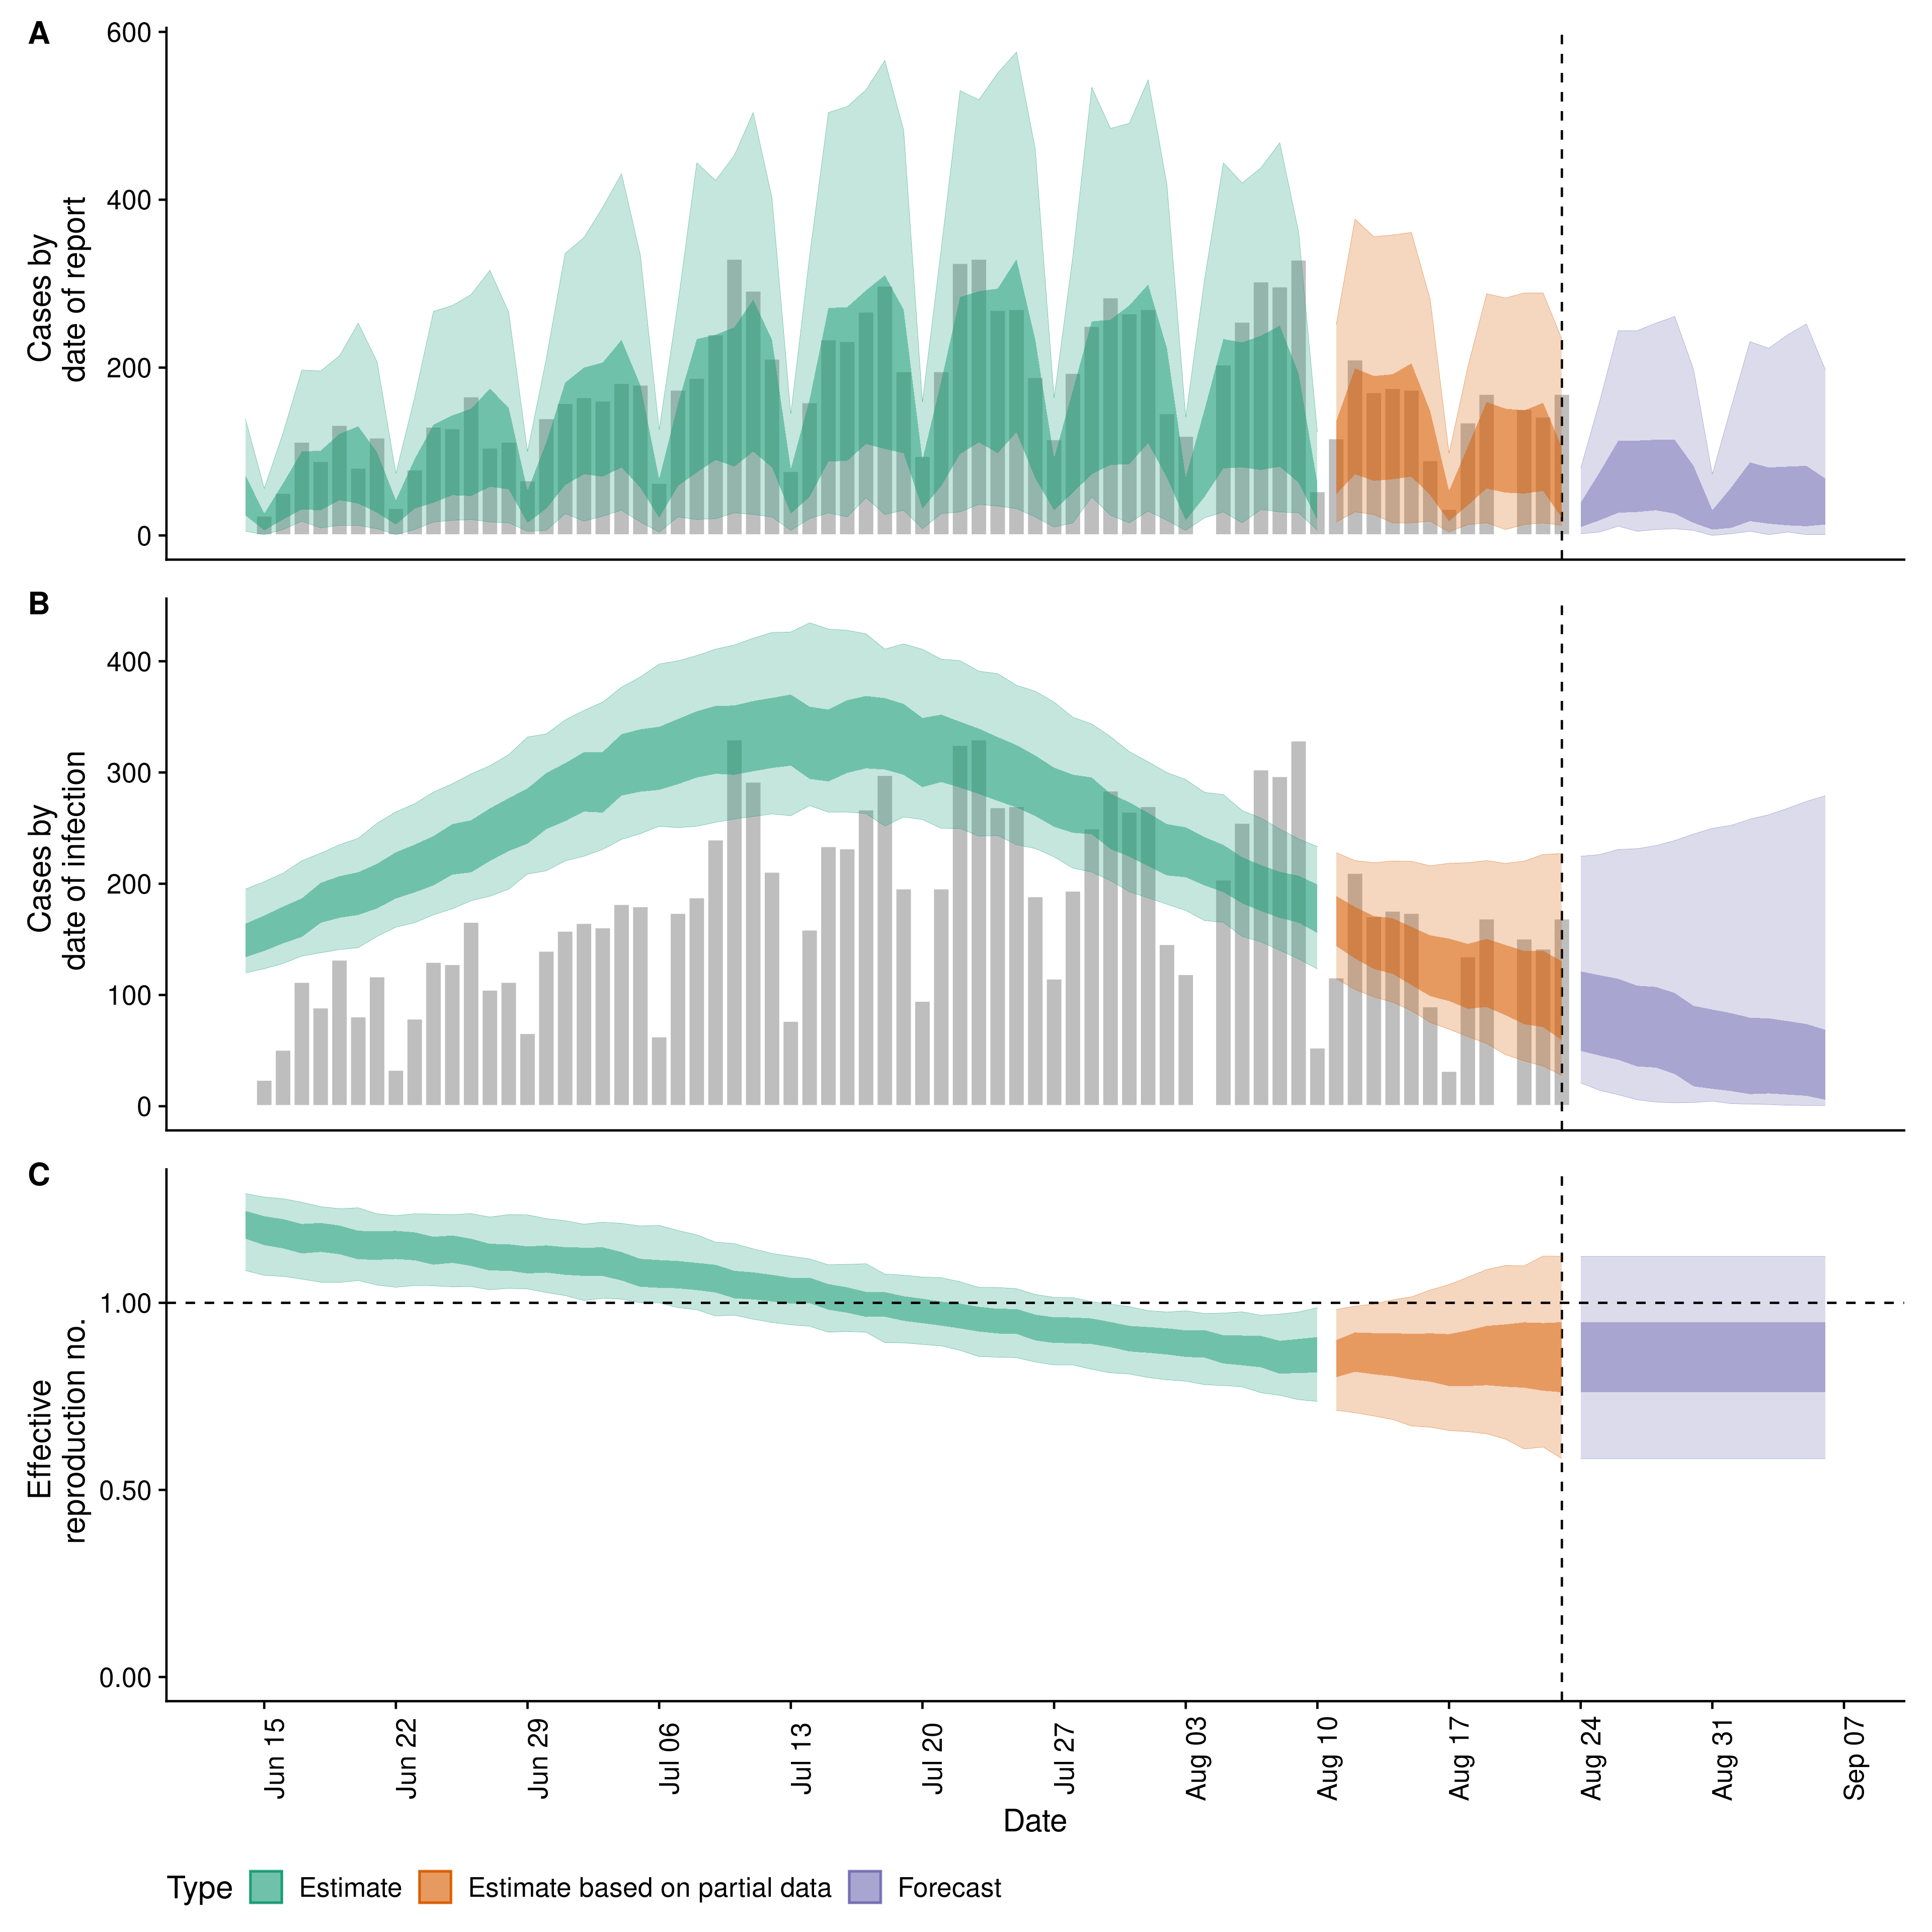 A
600
400
200
0
Cases by
date of report
B
400
300
200
100
0
Cases by
date of infection
C
1.00
0.50
0.00
Effective
reproduction no.
Jun 15
Jun 22
Jun 29
Jul 06
Jul 13
Jul 20
Jul 27
Aug 03
Aug 10
Aug 17
Aug 24
Aug 31
Sep 07
Date
Type Estimate Estimate based on partial data Forecast